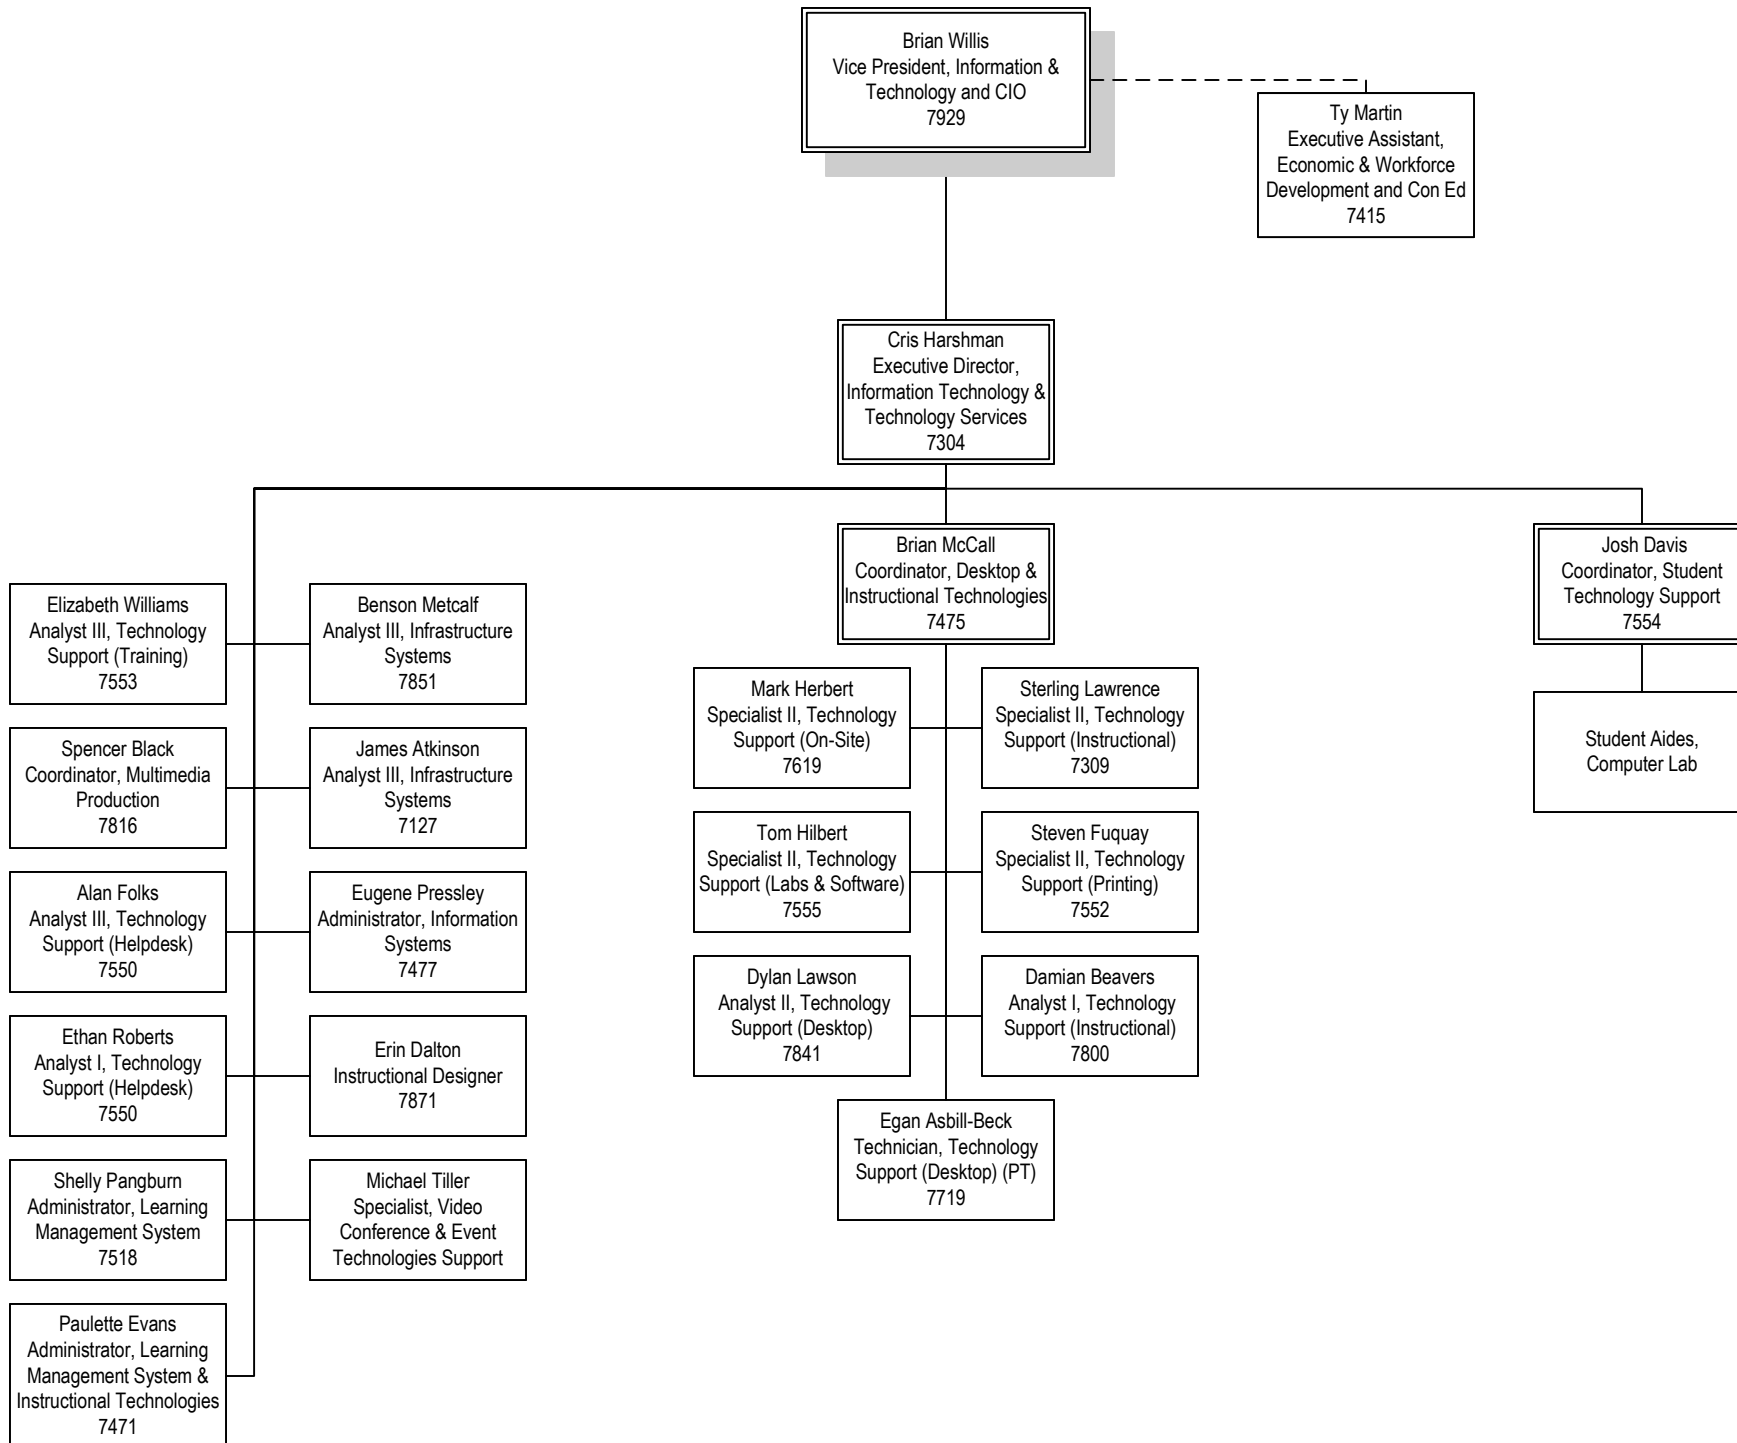 Brian Willis
Vice President, Information &
Technology and CIO
7929
Ty Martin
Executive Assistant,
Economic & Workforce
Development and Con Ed
7415
Cris Harshman
Executive Director,
Information Technology &
Technology Services
7304
Brian McCall
Coordinator, Desktop &
Instructional Technologies
7475
Josh Davis
Coordinator, Student
Technology Support
7554
Elizabeth Williams
Analyst III, Technology
Support (Training)
7553
Benson Metcalf
Analyst III, Infrastructure
Systems
7851
Spencer Black
Coordinator, Multimedia
Production
7816
James Atkinson
Analyst III, Infrastructure
Systems
7127
Alan Folks
Analyst III, Technology
Support (Helpdesk)
7550
Eugene Pressley
Administrator, Information
Systems
7477
Ethan Roberts
Analyst I, Technology
Support (Helpdesk)
7550
Erin Dalton
Instructional Designer
7871
Shelly Pangburn
Administrator, Learning
Management System
7518
Michael Tiller
Specialist, Video
Conference & Event
Technologies Support
Paulette Evans
Administrator, Learning
Management System &
Instructional Technologies
7471
Mark Herbert
Specialist II, Technology
Support (On-Site)
7619
Sterling Lawrence
Specialist II, Technology
Support (Instructional)
7309
Tom Hilbert
Specialist II, Technology
Support (Labs & Software)
7555
Steven Fuquay
Specialist II, Technology
Support (Printing)
7552
Dylan Lawson
Analyst II, Technology
Support (Desktop)
7841
Damian Beavers
Analyst I, Technology
Support (Instructional)
7800
Egan Asbill-Beck
Technician, Technology
Support (Desktop) (PT)
7719
Student Aides,
Computer Lab